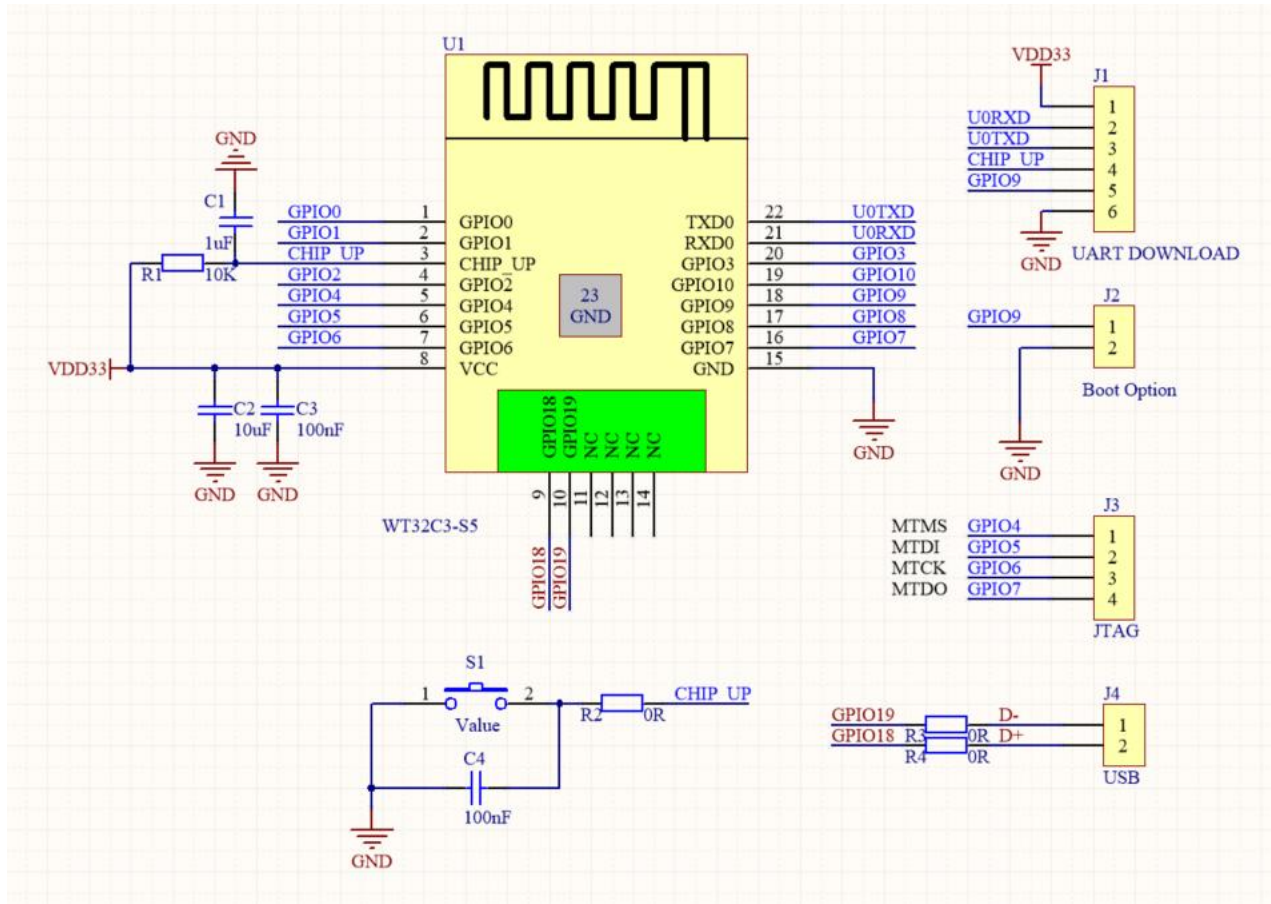 U1
GND
C1
1uF
R1
10K
VDD33
C2
10uF
C3
100nF
GND
GND
GPIO0
GPIO1
CHIP_UP
GPIO2
GPIO4
GPIO5
GPIO6
1
2
3
4
5
6
7
8
GPIO0
GPIO1
CHIP_UP
GPIO2
GPIO4
GPIO5
GPIO6
VCC
23
GND
TXD0
RXD0
GPIO3
GPIO10
GPIO9
GPIO8
GPIO7
GND
22
21
20
19
18
17
16
15
U0TXD
U0RXD
GPIO3
GPIO10
GPIO9
GPIO8
GPIO7
GND
GPIO18
GPIO19
NC
NC
NC
NC
9
10
11
12
13
14
GPIO18
GPIO19
WT32C3-S5
VDD33
J1
U0RXD
U0TXD
CHIP_UP
GPIO9
1
2
3
4
5
6
GND
UART DOWNLOAD
J2
GPIO9
1
2
Boot Option
GND
J3
MTMS GPIO4 1
MTDI GPIO5 2
MTCK GPIO6 3
MTDO GPIO7 4
JTAG
S1
1 2
Value
R2 0R
CHIP_UP
C4
100nF
GND
J4
GPIO19 R3 0R D- 1
GPIO18 R4 0R D+ 2
USB